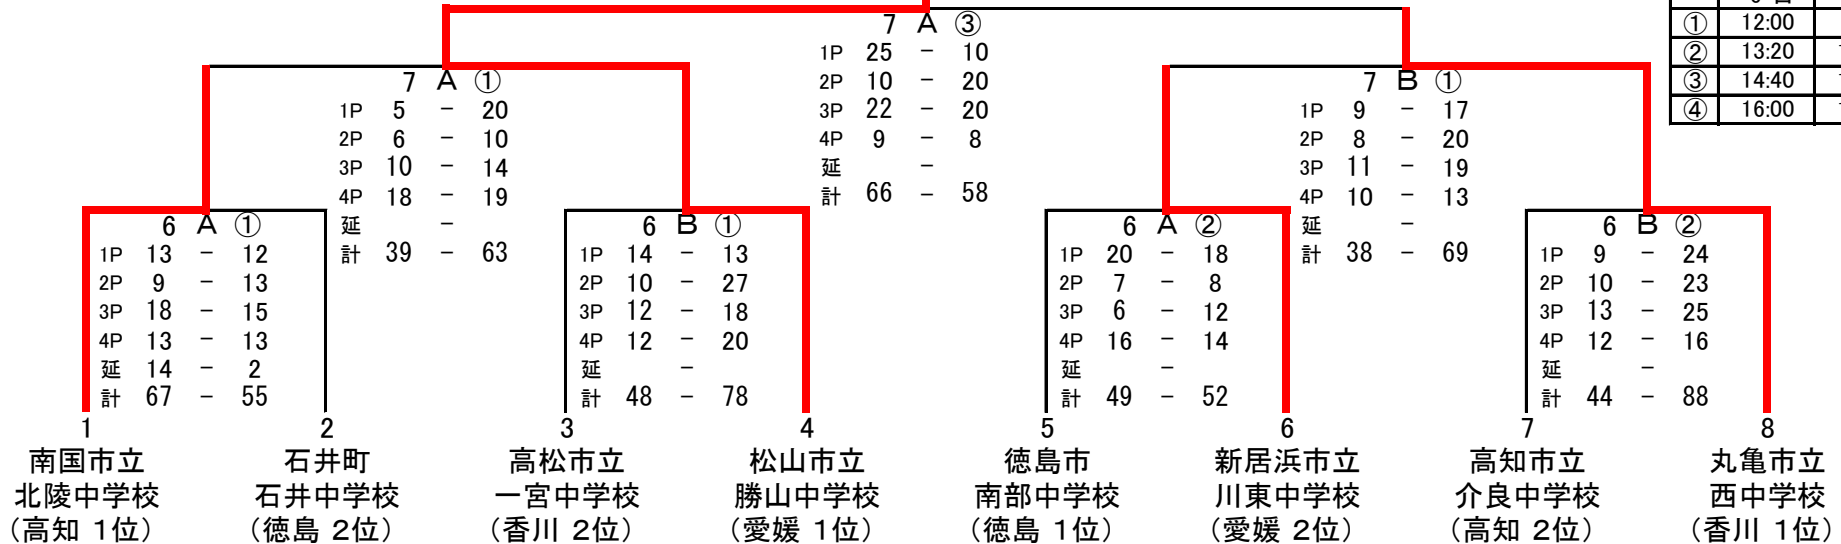 7 A ③
1P 25 - 10
2P 10 - 20
3P 22 - 20
4P 9 - 8
延 -
計 66 - 58
① 12:00
② 13:20
③ 14:40
④ 16:00
7 A ①
1P 5 - 20
2P 6 - 10
3P 10 - 14
4P 18 - 19
延 -
計 39 - 63
7 B ①
1P 9 - 17
2P 8 - 20
3P 11 - 19
4P 10 - 13
延 -
計 38 - 69
6 A ①
1P 13 - 12
2P 9 - 13
3P 18 - 15
4P 13 - 13
延 14 - 2
計 67 - 55
6 B ①
1P 14 - 13
2P 10 - 27
3P 12 - 18
4P 12 - 20
延 -
計 48 - 78
6 A ②
1P 20 - 18
2P 7 - 8
3P 6 - 12
4P 16 - 14
延 -
計 49 - 52
6 B ②
1P 9 - 24
2P 10 - 23
3P 13 - 25
4P 12 - 16
延 -
計 44 - 88
1
南国市立
北陵中学校
(高知 1位)
2
石井町
石井中学校
(徳島 2位)
3
高松市立
一宮中学校
(香川 2位)
4
松山市立
勝山中学校
(愛媛 1位)
5
徳島市
南部中学校
(徳島 1位)
6
新居浜市立
川東中学校
(愛媛 2位)
7
高知市立
介良中学校
(高知 2位)
8
丸亀市立
西中学校
(香川 1位)